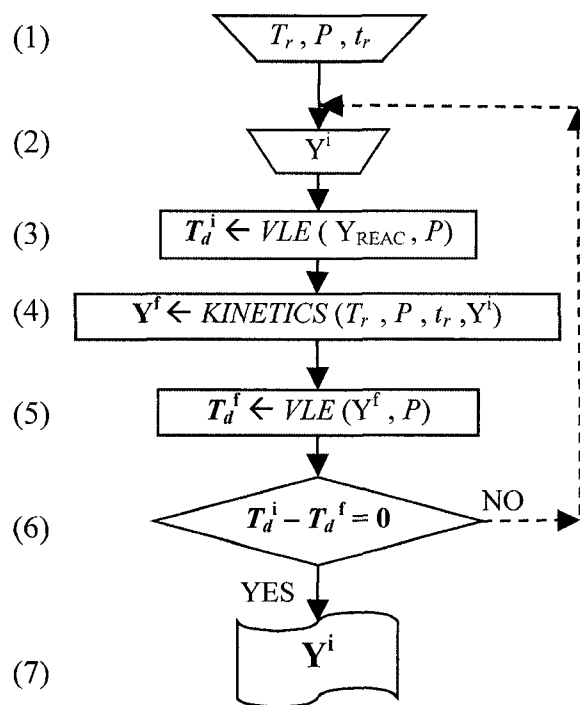 (1) T_r , P , t_r
(2) Y^i
(3) T_d^i ← VLE ( Y_REAC , P)
(4) Y^f ← KINETICS (T_r , P , t_r ,Y^i)
(5) T_d^f ← VLE (Y^f , P)
(6) T_d^i – T_d^f = 0 NO
YES
(7) Y^i